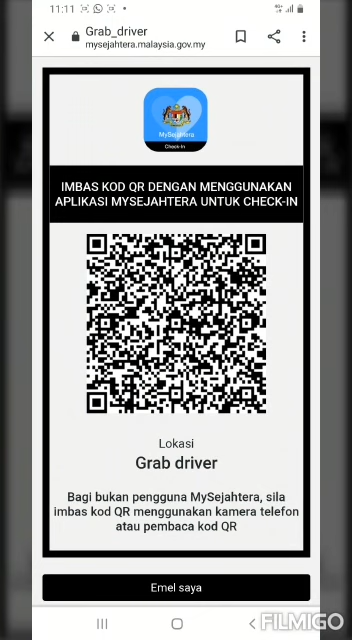 11:11
Grab_driver
mysejahtera.malaysia.gov.my
MySejahtera
Check-In
IMBAS KOD QR DENGAN MENGGUNAKAN
APLIKASI MYSEJAHTERA UNTUK CHECK-IN
Lokasi
Grab driver
Bagi bukan pengguna MySejahtera, sila
imbas kod QR menggunakan kamera telefon
atau pembaca kod QR
Emel saya
FILMIGO